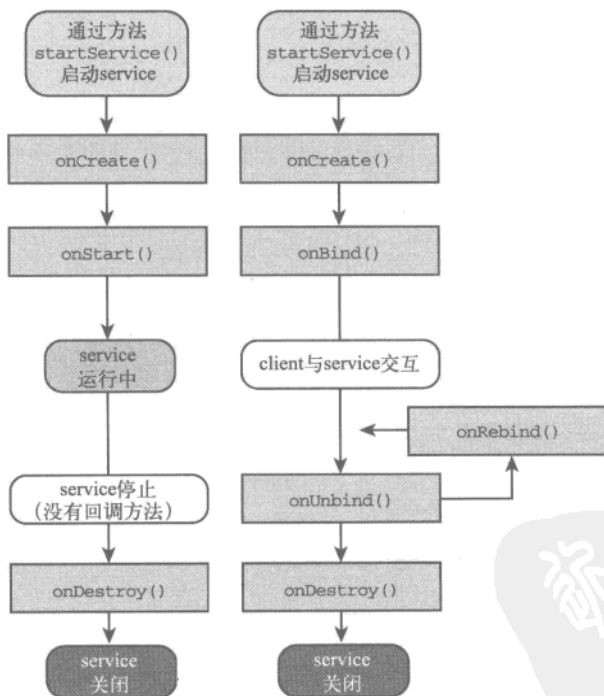 通过方法
startService()
启动service
onCreate()
onStart()
service
运行中
service停止
（没有回调方法）
onDestroy()
service
关闭
通过方法
startService()
启动service
onCreate()
onBind()
client与service交互
onRebind()
onUnbind()
onDestroy()
service
关闭